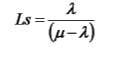 Ls = λ / (μ − λ)